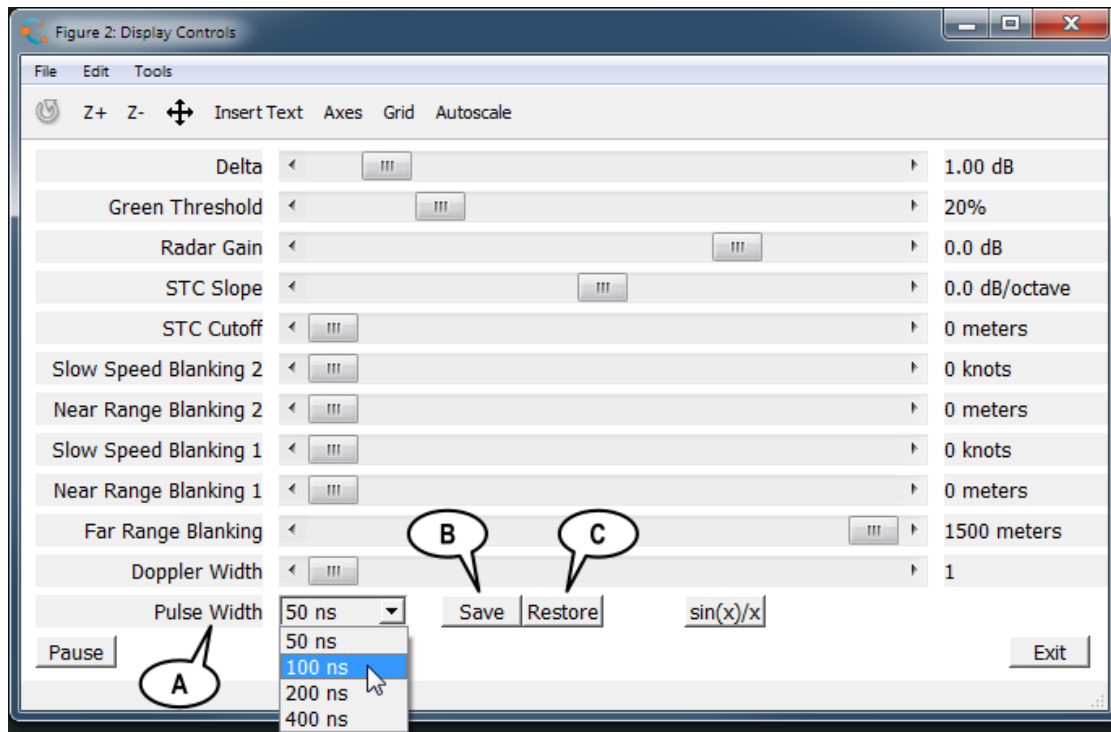 Figure 2: Display Controls
File Edit Tools
Z+ Z- Insert Text Axes Grid Autoscale
Delta 1.00 dB
Green Threshold 20%
Radar Gain 0.0 dB
STC Slope 0.0 dB/octave
STC Cutoff 0 meters
Slow Speed Blanking 2 0 knots
Near Range Blanking 2 0 meters
Slow Speed Blanking 1 0 knots
Near Range Blanking 1 0 meters
Far Range Blanking B C 1500 meters
Doppler Width 1
Pulse Width 50 ns Save Restore sin(x)/x
50 ns
Pause 100 ns Exit
A 200 ns
400 ns